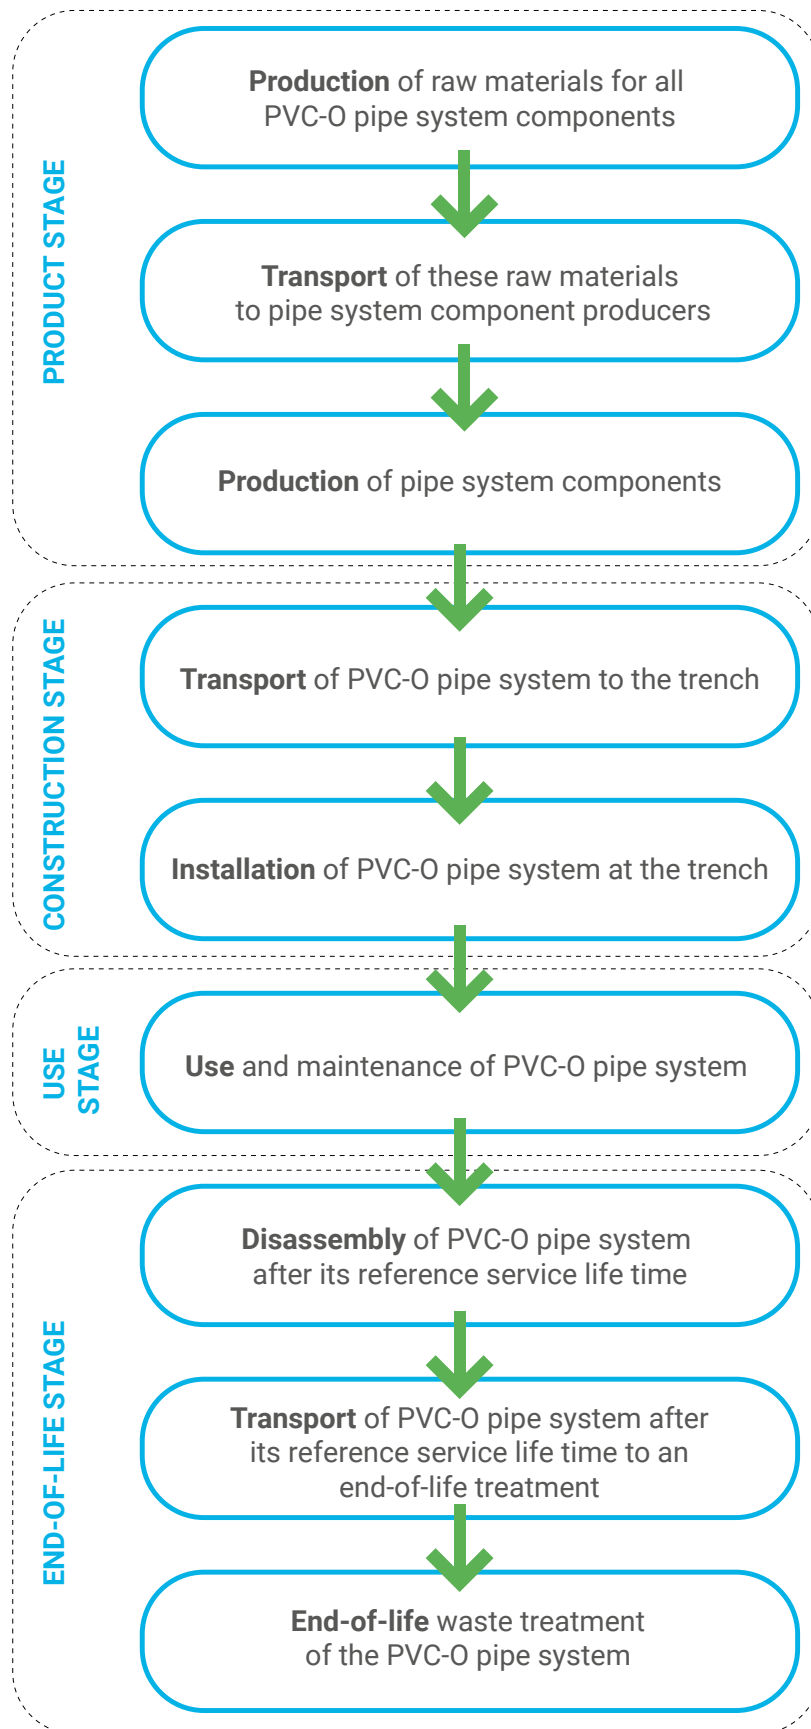 PRODUCT STAGE
Production of raw materials for all
PVC-O pipe system components
Transport of these raw materials
to pipe system component producers
Production of pipe system components
CONSTRUCTION STAGE
Transport of PVC-O pipe system to the trench
Installation of PVC-O pipe system at the trench
USE
STAGE
Use and maintenance of PVC-O pipe system
END-OF-LIFE STAGE
Disassembly of PVC-O pipe system
after its reference service life time
Transport of PVC-O pipe system after
its reference service life time to an
end-of-life treatment
End-of-life waste treatment
of the PVC-O pipe system